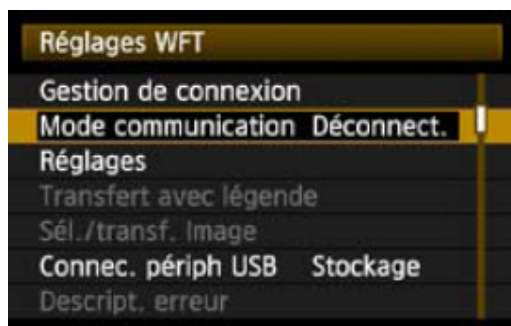 Réglages WFT
Gestion de connexion
Mode communication Déconnect.
Réglages
Transfert avec légende
Sél./transf. Image
Connec. périph USB Stockage
Descript. erreur